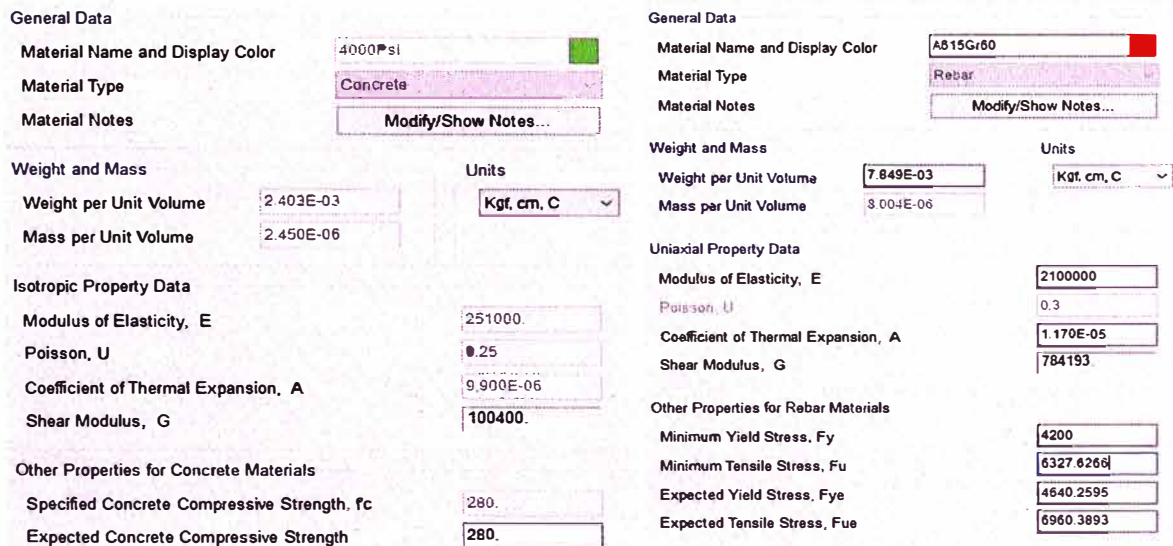 General Data
Material Name and Display Color 4000Psi
Material Type Concrete
Material Notes Modify/Show Notes...
Weight and Mass Units
Weight per Unit Volume 2.403E-03 Kgf, cm, C
Mass per Unit Volume 2.450E-06
Isotropic Property Data
Modulus of Elasticity, E 251000.
Poisson, U 0.25
Coefficient of Thermal Expansion, A 9.900E-06
Shear Modulus, G 100400.
Other Properties for Concrete Materials
Specified Concrete Compressive Strength, f'c 280.
Expected Concrete Compressive Strength 280.
General Data
Material Name and Display Color A615Gr60
Material Type Rebar
Material Notes Modify/Show Notes...
Weight and Mass Units
Weight per Unit Volume 7.849E-03 Kgf, cm, C
Mass per Unit Volume 8.004E-06
Uniaxial Property Data
Modulus of Elasticity, E 2100000
Poisson, U 0.3
Coefficient of Thermal Expansion, A 1.170E-05
Shear Modulus, G 784193.
Other Properties for Rebar Materials
Minimum Yield Stress, Fy 4200
Minimum Tensile Stress, Fu 6327.6266
Expected Yield Stress, Fye 4640.2595
Expected Tensile Stress, Fue 6960.3893